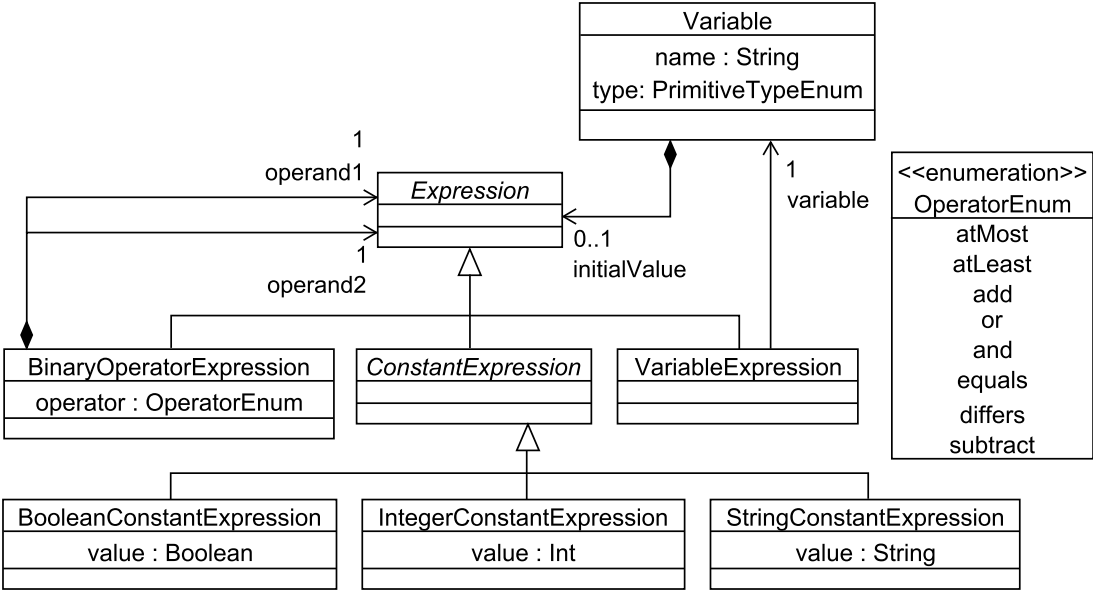 Variable
name : String
type: PrimitiveTypeEnum
1
operand1
Expression
1
variable
<<enumeration>>
OperatorEnum
atMost
atLeast
add
or
and
equals
differs
subtract
0..1
initialValue
1
operand2
BinaryOperatorExpression
operator : OperatorEnum
ConstantExpression
VariableExpression
BooleanConstantExpression
value : Boolean
IntegerConstantExpression
value : Int
StringConstantExpression
value : String